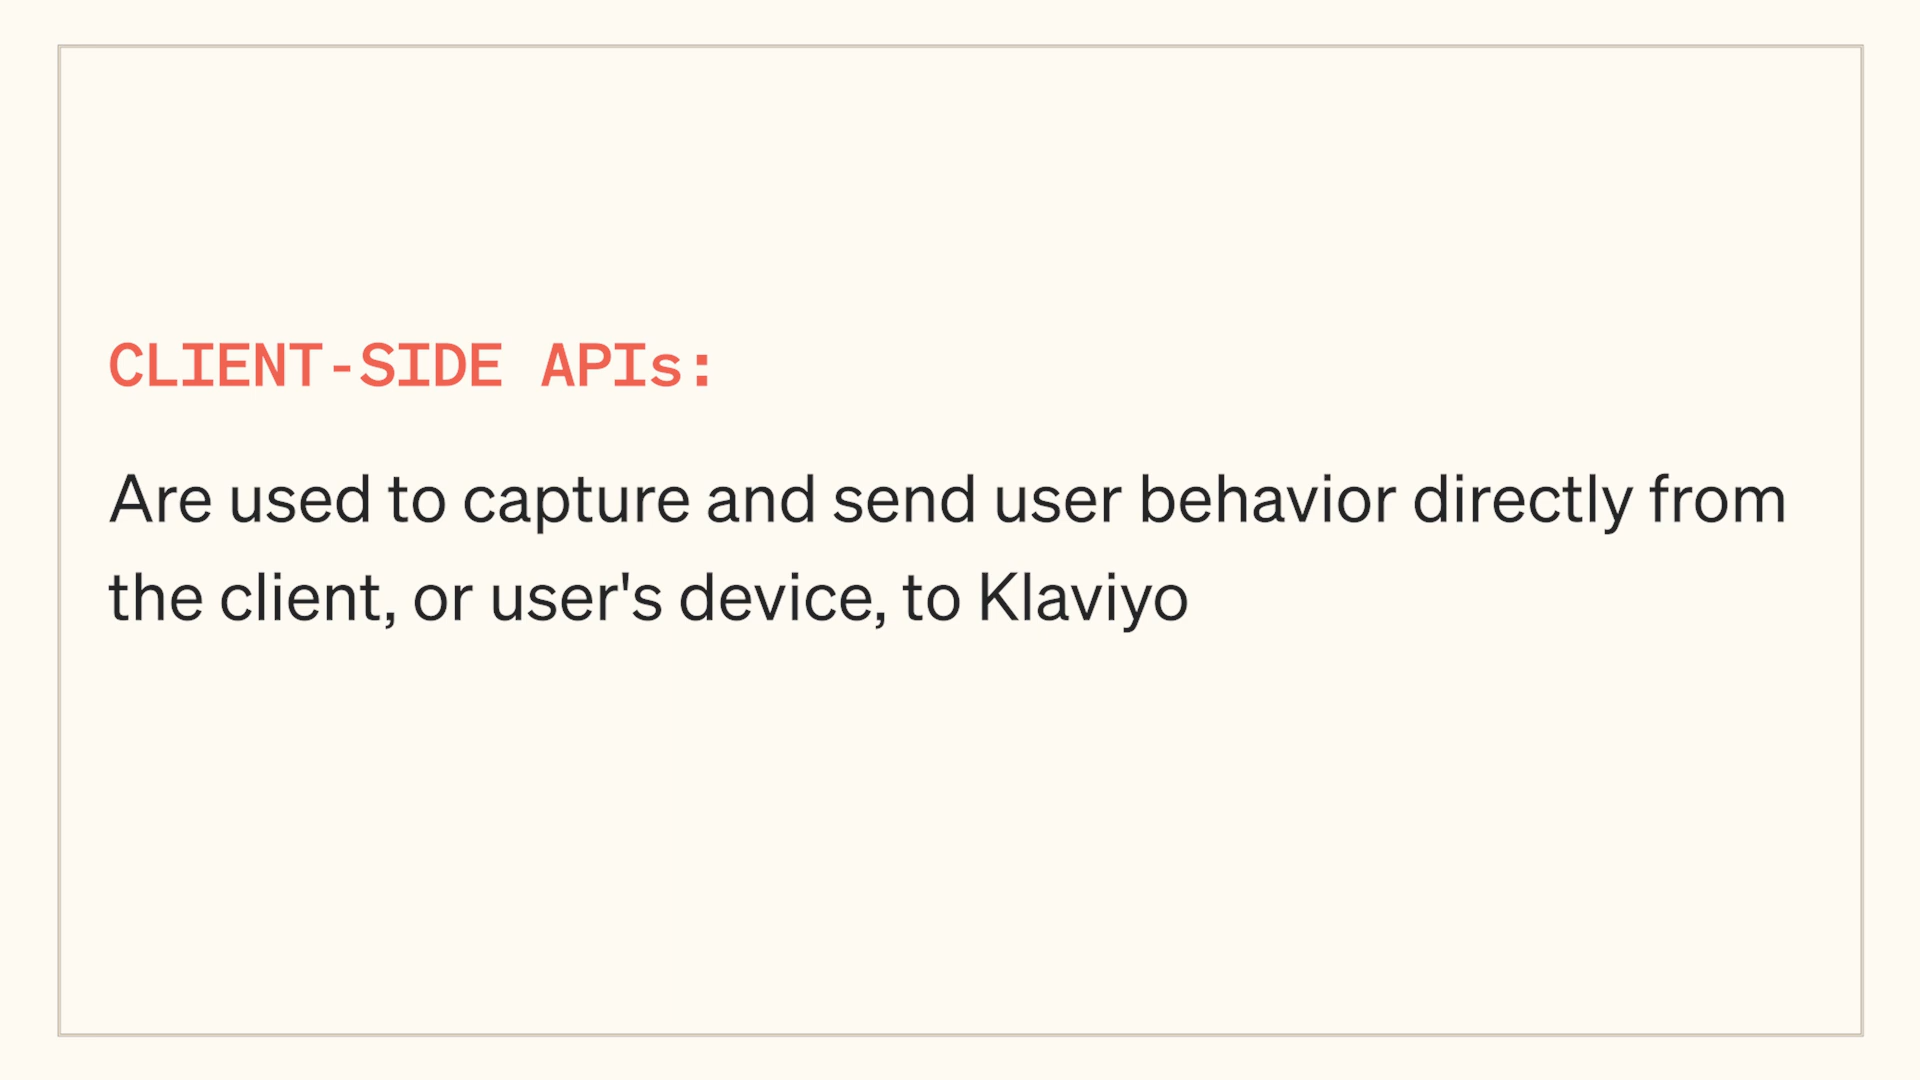 CLIENT-SIDE APIs:
Are used to capture and send user behavior directly from
the client, or user's device, to Klaviyo